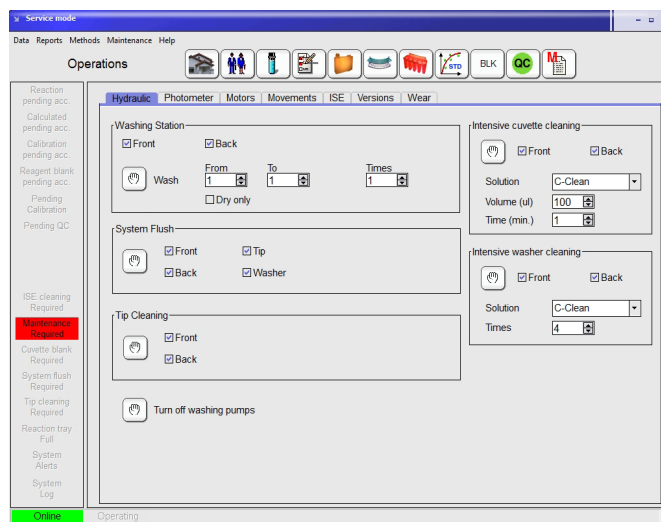 Service mode
Data Reports Methods Maintenance Help
Operations
STD
BLK
QC
M
Reaction
pending acc.
Calculated
pending acc.
Calibration
pending acc.
Reagent blank
pending acc.
Pending
Calibration
Pending QC
ISE cleaning
Required
Maintenance
Required
Cuvette blank
Required
System flush
Required
Tip cleaning
Required
Reaction tray
Full
System
Alerts
System
Log
Hydraulic Photometer Motors Movements ISE Versions Wear
Washing Station
Front Back
From To Times
Wash 1 1 1
Dry only
System Flush
Front Tip
Back Washer
Tip Cleaning
Front
Back
Turn off washing pumps
Intensive cuvette cleaning
Front Back
Solution C-Clean
Volume (ul) 100
Time (min.) 1
Intensive washer cleaning
Front Back
Solution C-Clean
Times 4
Online Operating